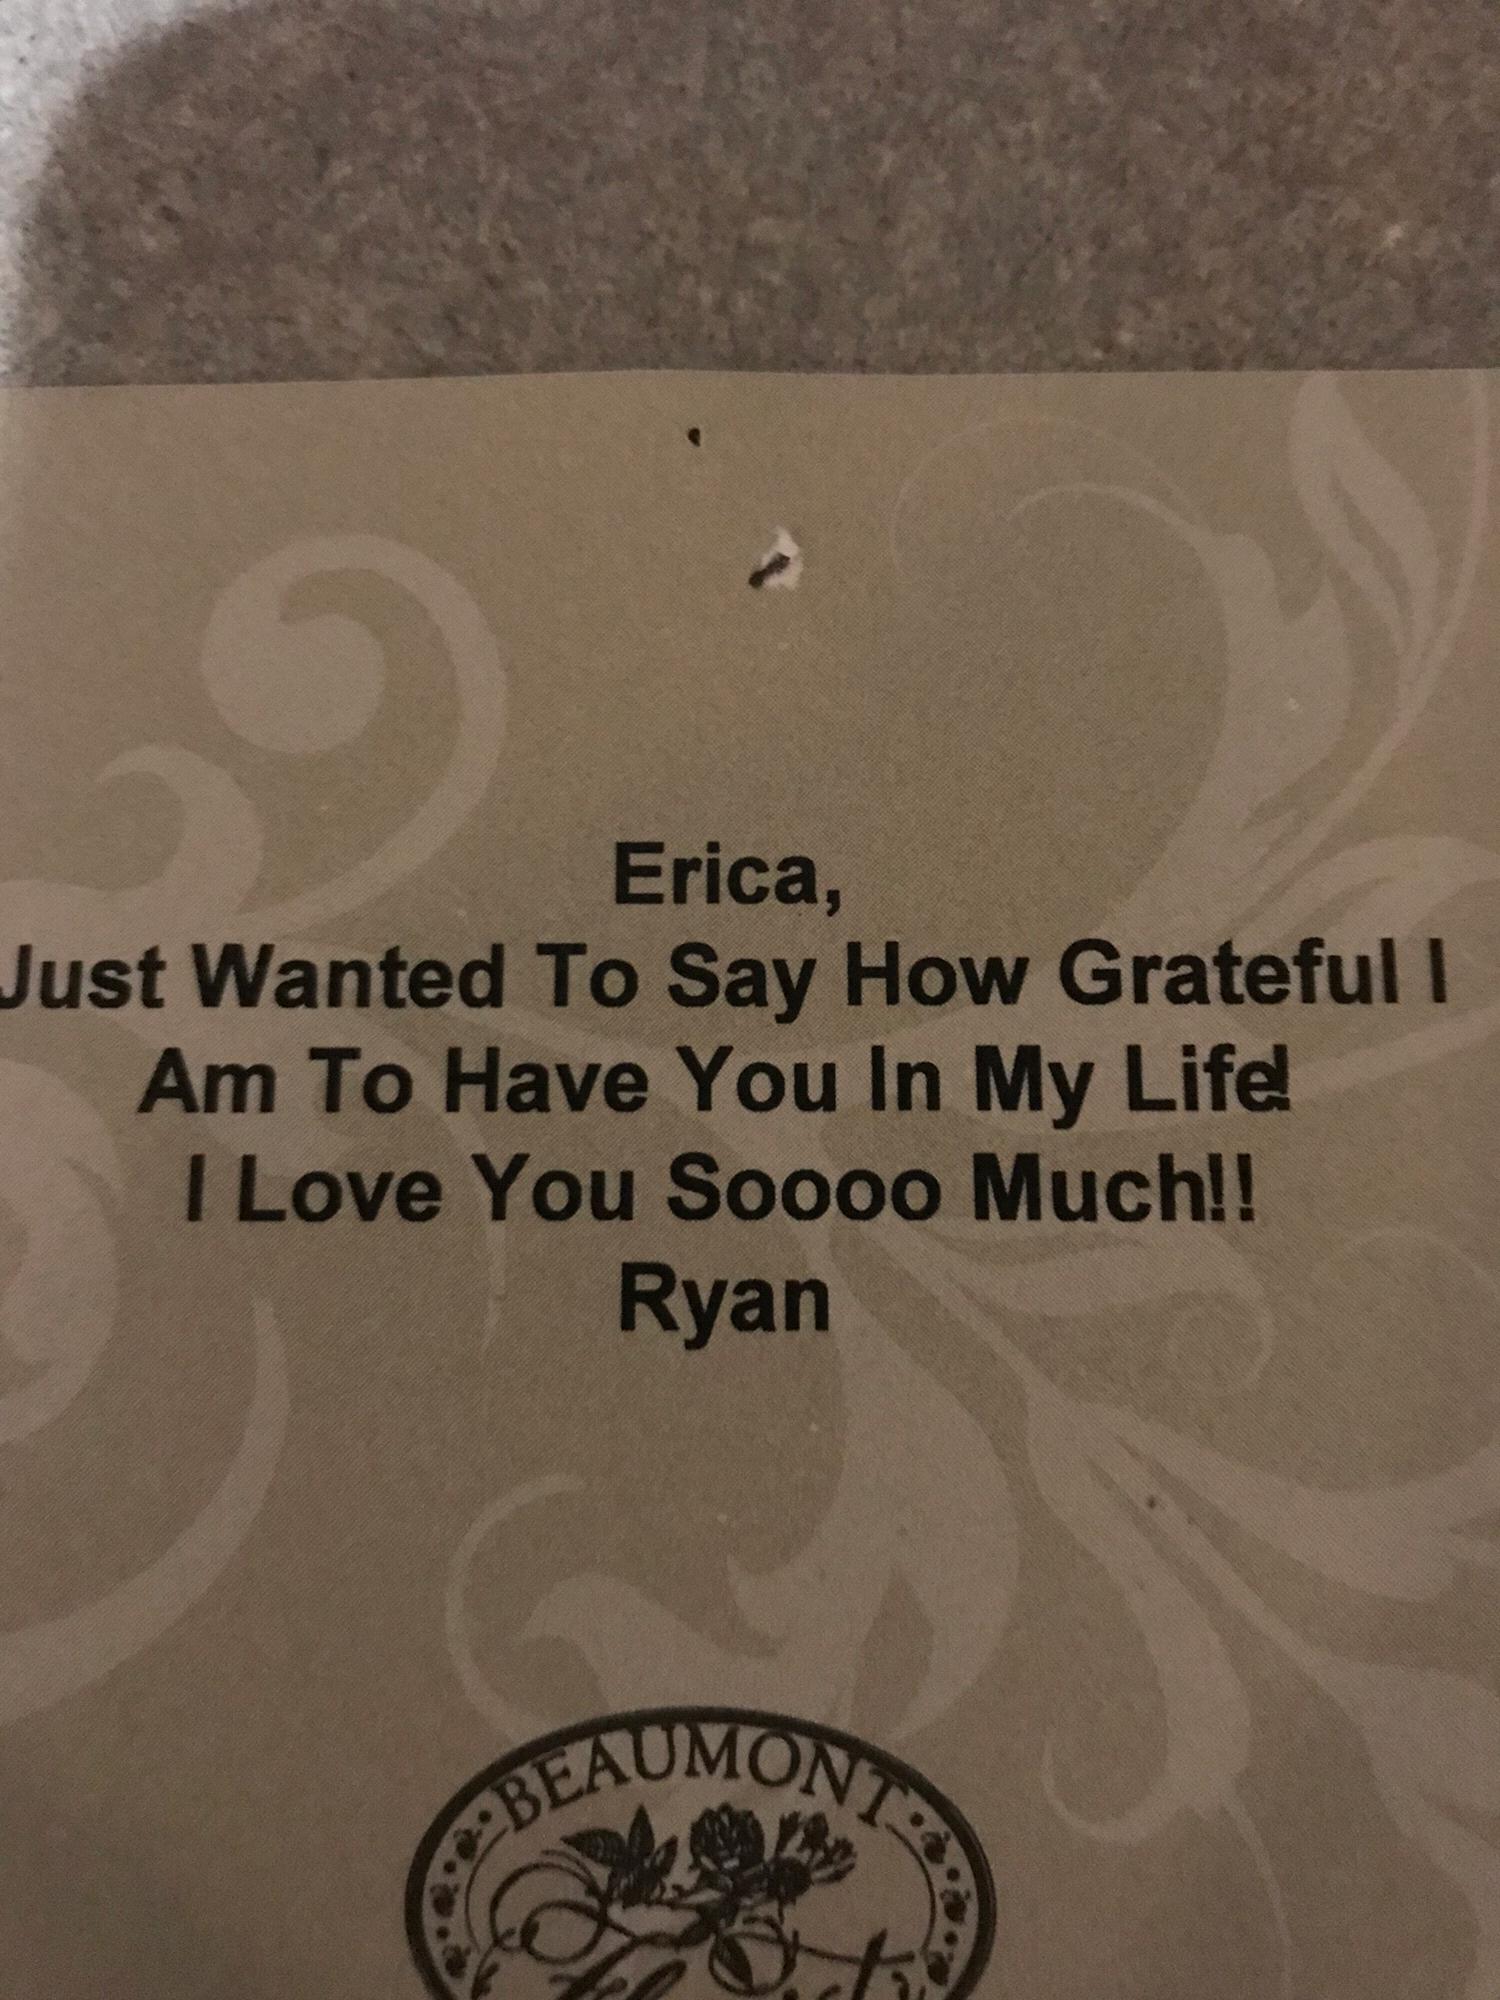 Erica,
Just Wanted To Say How Grateful I
Am To Have You In My Life!
I Love You Soooo Much!!
Ryan
BEAUMONT